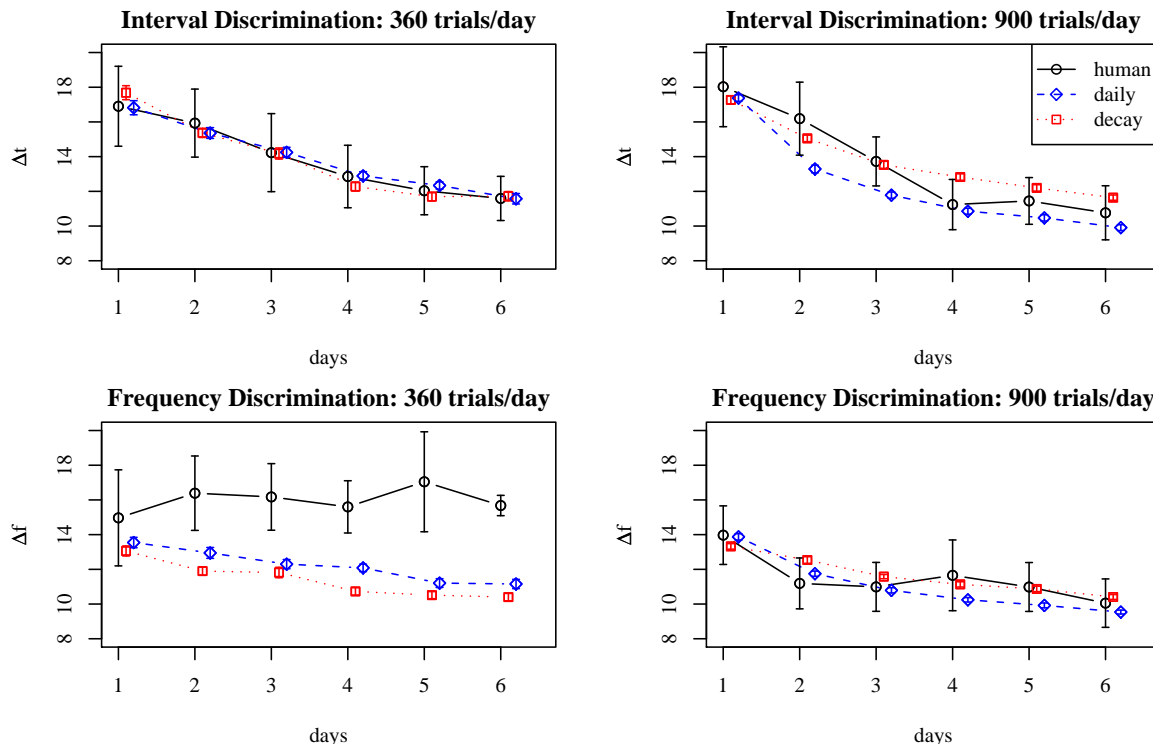 Interval Discrimination: 360 trials/day
Δt
18
14
10
8
1 2 3 4 5 6
days
Interval Discrimination: 900 trials/day
human
daily
decay
Δt
18
14
10
8
1 2 3 4 5 6
days
Frequency Discrimination: 360 trials/day
Δf
18
14
10
8
1 2 3 4 5 6
days
Frequency Discrimination: 900 trials/day
Δf
18
14
10
8
1 2 3 4 5 6
days